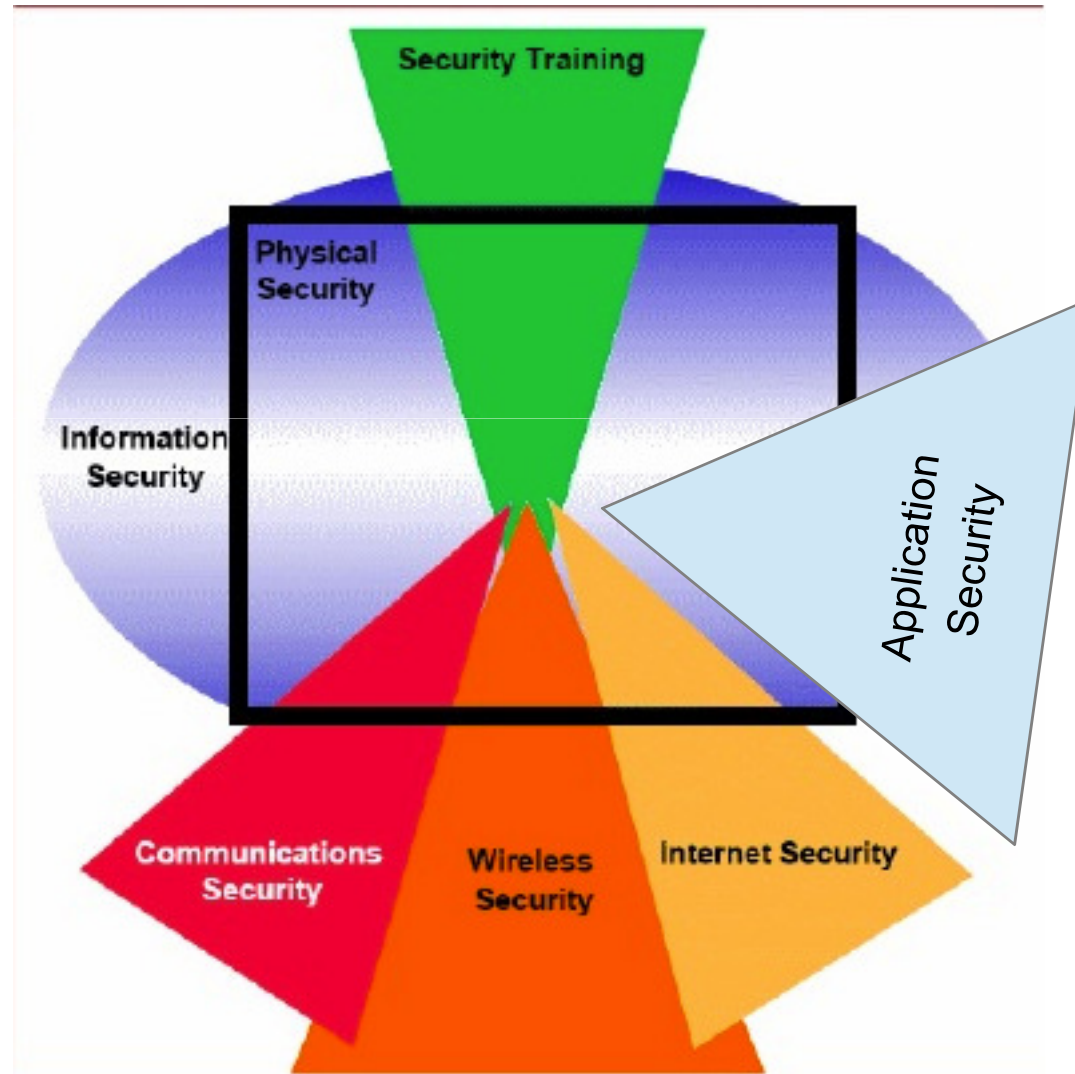 Security Training
Physical
Security
Information
Security
Application
Security
Communications
Security
Wireless
Security
Internet Security